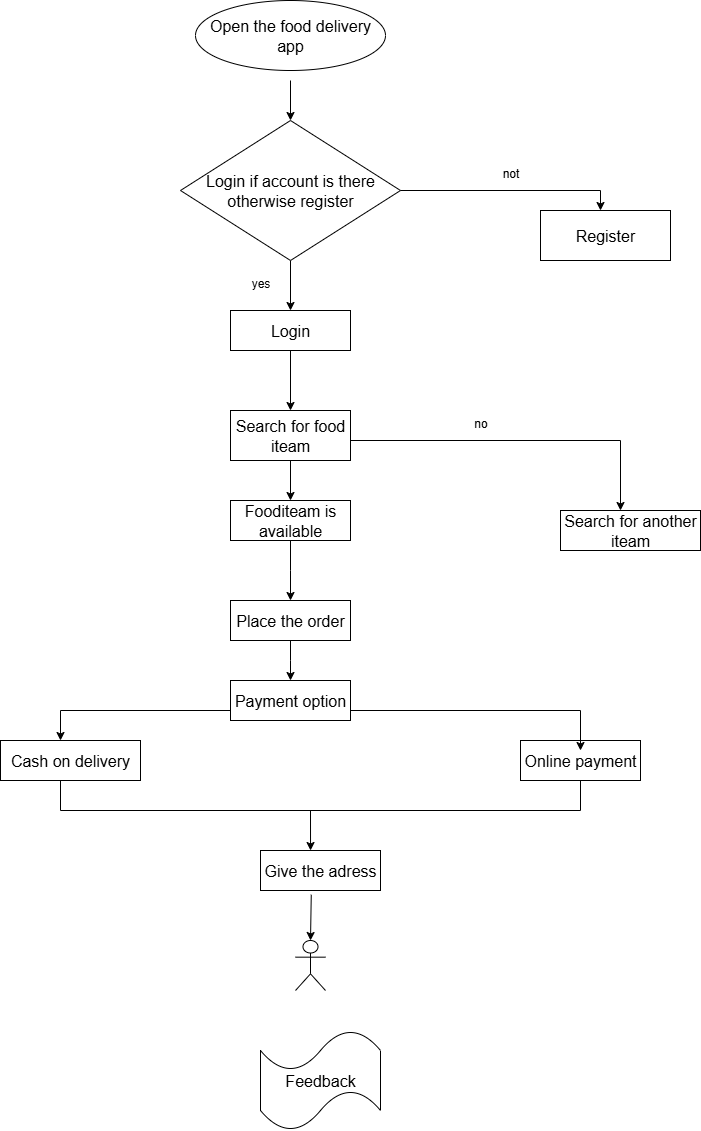 Open the food delivery
app
Login if account is there
otherwise register
not
Register
yes
Login
Search for food
iteam
no
Fooditeam is
available
Search for another
iteam
Place the order
Payment option
Cash on delivery
Online payment
Give the adress
Feedback